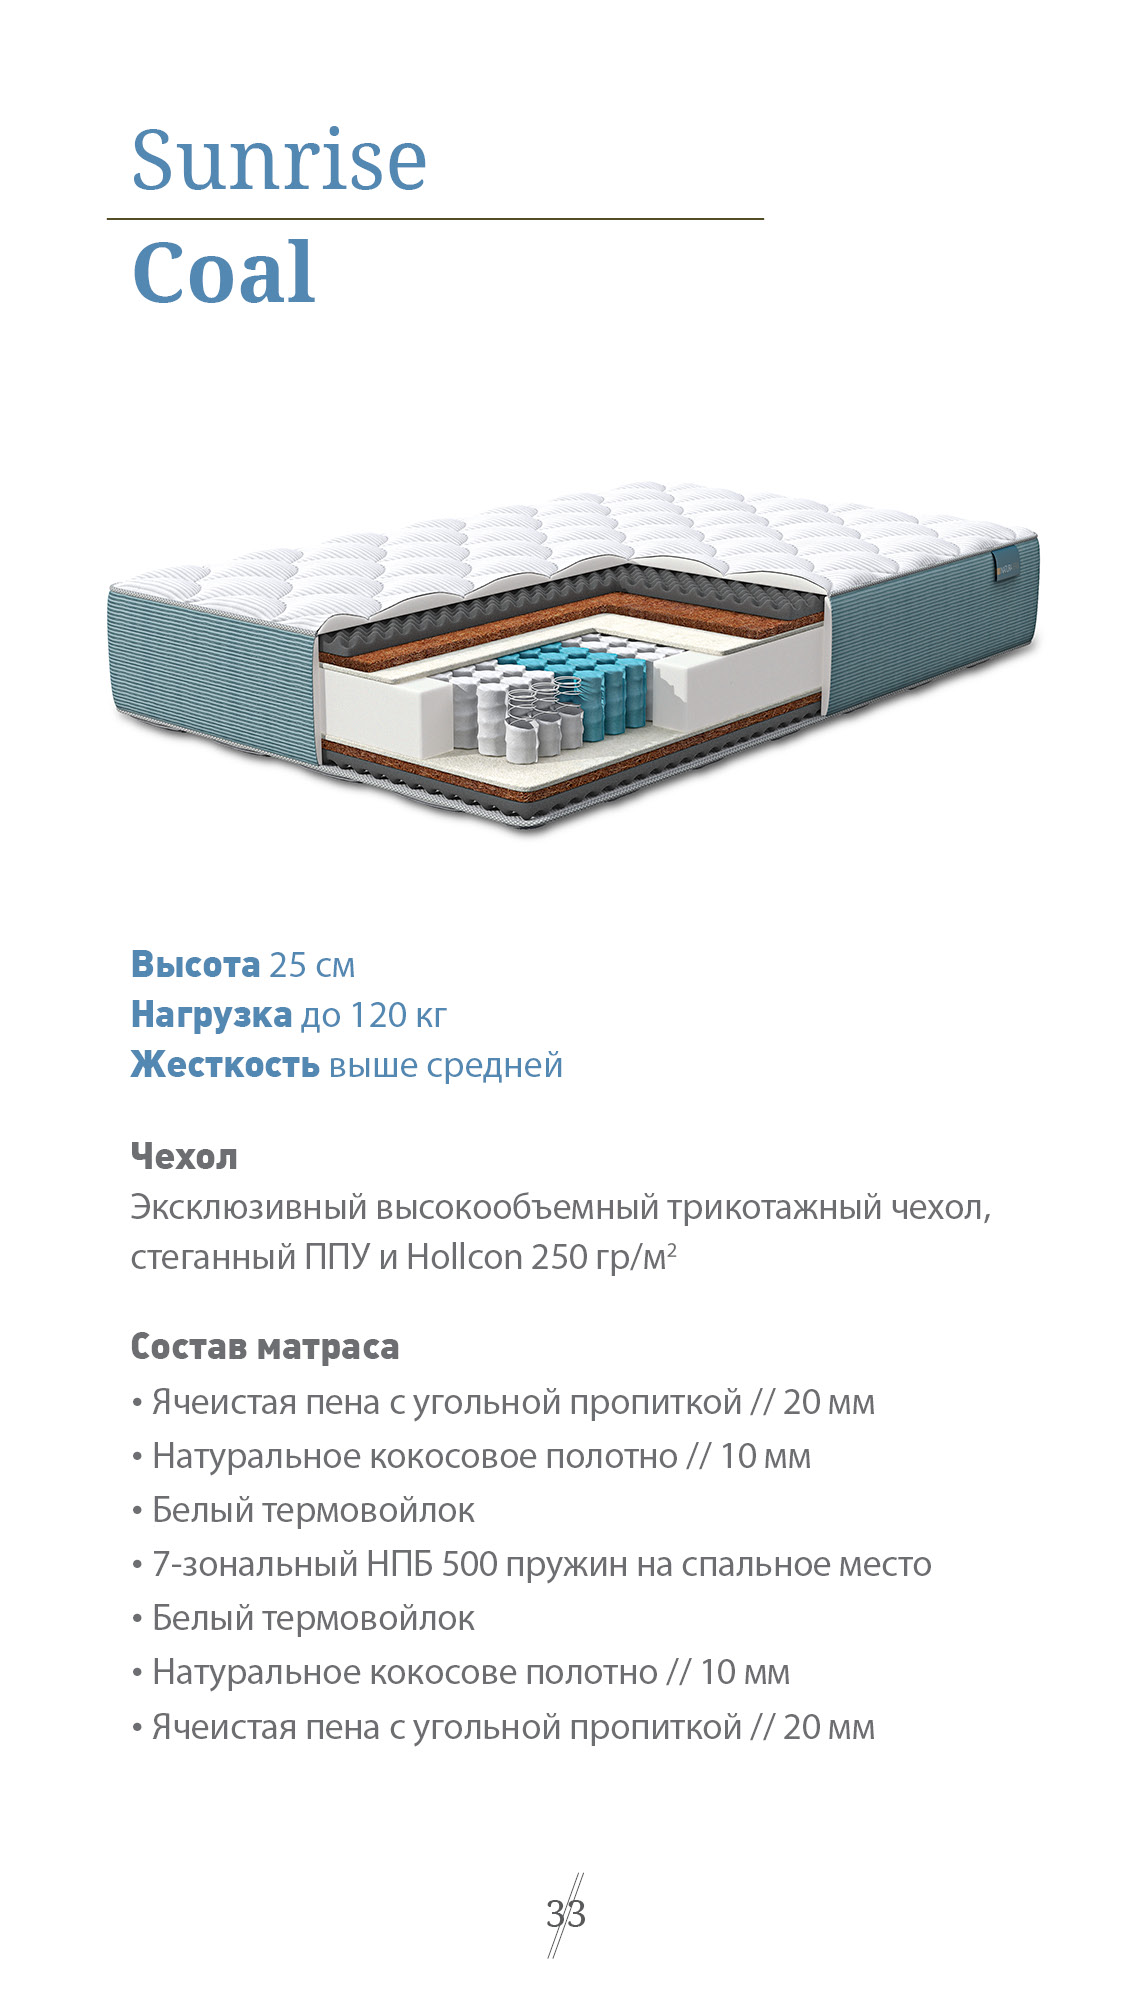 Sunrise
Coal
Высота 25 см
Нагрузка до 120 кг
Жесткость выше средней
Чехол
Эксклюзивный высокообъемный трикотажный чехол,
стеганный ППУ и Hollcon 250 гр/м²
Состав матраса
• Ячеистая пена с угольной пропиткой // 20 мм
• Натуральное кокосовое полотно // 10 мм
• Белый термовойлок
• 7-зональный НПБ 500 пружин на спальное место
• Белый термовойлок
• Натуральное кокосове полотно // 10 мм
• Ячеистая пена с угольной пропиткой // 20 мм
33